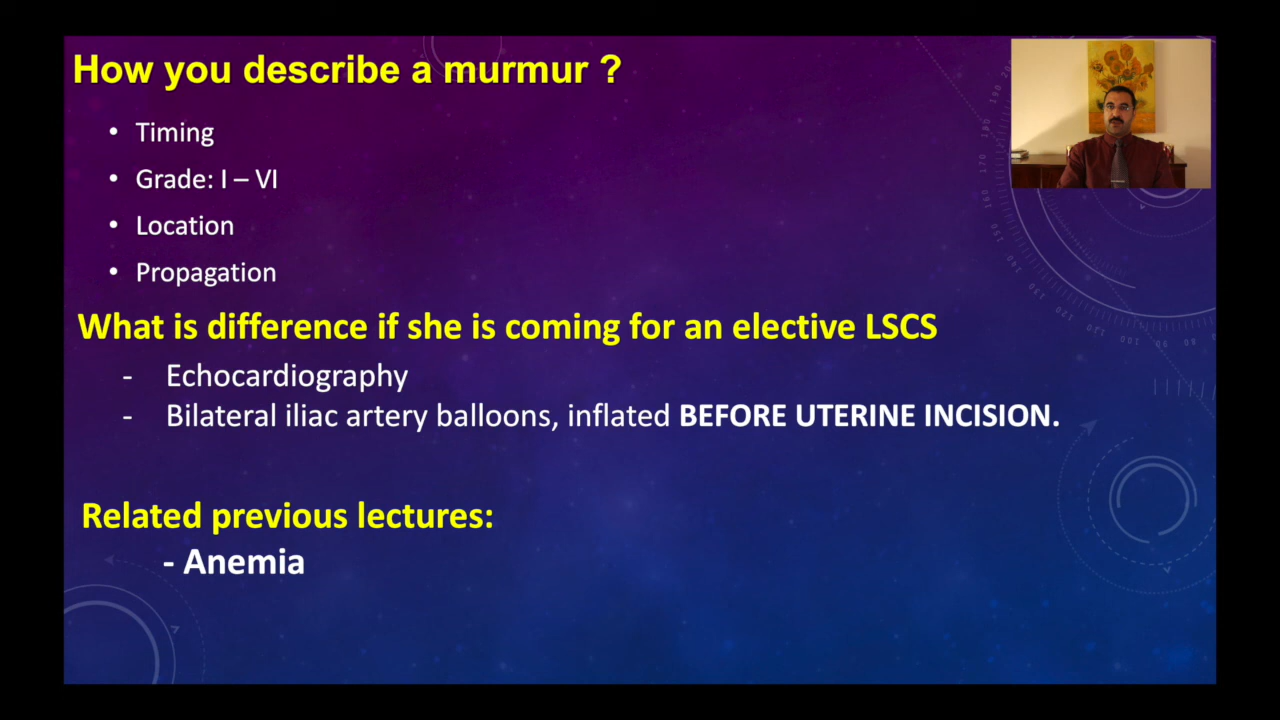 How you describe a murmur ?
• Timing
• Grade: I – VI
• Location
• Propagation
What is difference if she is coming for an elective LSCS
- Echocardiography
- Bilateral iliac artery balloons, inflated BEFORE UTERINE INCISION.
Related previous lectures:
- Anemia